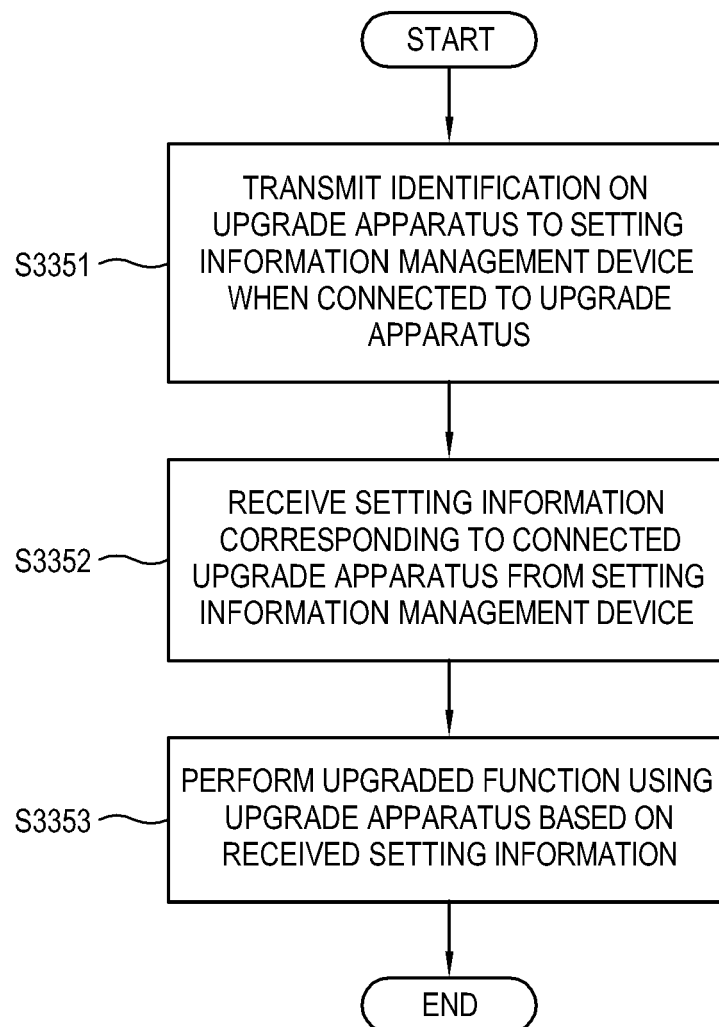 START
S3351
TRANSMIT IDENTIFICATION ON
UPGRADE APPARATUS TO SETTING
INFORMATION MANAGEMENT DEVICE
WHEN CONNECTED TO UPGRADE
APPARATUS
S3352
RECEIVE SETTING INFORMATION
CORRESPONDING TO CONNECTED
UPGRADE APPARATUS FROM SETTING
INFORMATION MANAGEMENT DEVICE
S3353
PERFORM UPGRADED FUNCTION USING
UPGRADE APPARATUS BASED ON
RECEIVED SETTING INFORMATION
END